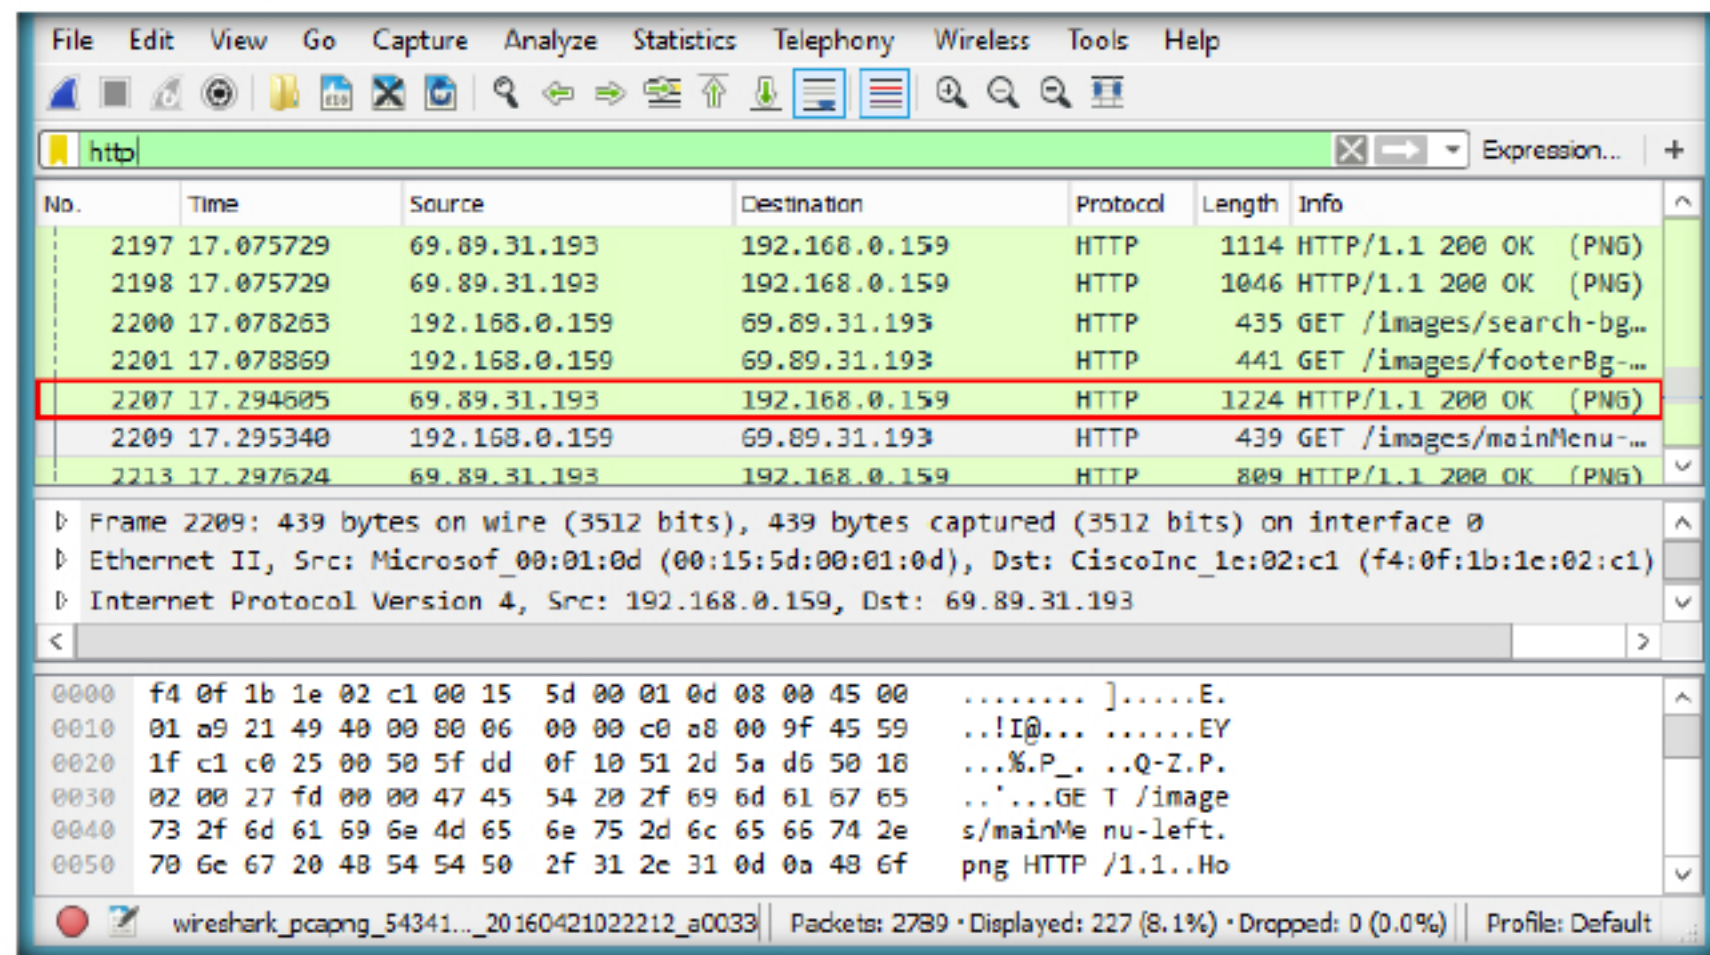 File Edit View Go Capture Analyze Statistics Telephony Wireless Tools Help
http Expression... +
No. Time Source Destination Protocol Length Info
2197 17.075729 69.89.31.193 192.168.0.159 HTTP 1114 HTTP/1.1 200 OK (PNG)
2198 17.075729 69.89.31.193 192.168.0.159 HTTP 1046 HTTP/1.1 200 OK (PNG)
2200 17.078263 192.168.0.159 69.89.31.193 HTTP 435 GET /images/search-bg…
2201 17.078869 192.168.0.159 69.89.31.193 HTTP 441 GET /images/footerBg-…
2207 17.294605 69.89.31.193 192.168.0.159 HTTP 1224 HTTP/1.1 200 OK (PNG)
2209 17.295340 192.168.0.159 69.89.31.193 HTTP 439 GET /images/mainMenu-…
2213 17.297624 69.89.31.193 192.168.0.159 HTTP 809 HTTP/1.1 200 OK (PNG)
Frame 2209: 439 bytes on wire (3512 bits), 439 bytes captured (3512 bits) on interface 0
Ethernet II, Src: Microsof_00:01:0d (00:15:5d:00:01:0d), Dst: CiscoInc_1e:02:c1 (f4:0f:1b:1e:02:c1)
Internet Protocol Version 4, Src: 192.168.0.159, Dst: 69.89.31.193
0000 f4 0f 1b 1e 02 c1 00 15 5d 00 01 0d 08 00 45 00 ........ ].....E.
0010 01 a9 21 49 40 00 80 06 00 00 c0 a8 00 9f 45 59 ..!I@... ......EY
0020 1f c1 c0 25 00 50 5f dd 0f 10 51 2d 5a d6 50 18 ...%.P_. ..Q-Z.P.
0030 02 00 27 fd 00 00 47 45 54 20 2f 69 6d 61 67 65 ..'...GE T /image
0040 73 2f 6d 61 69 6e 4d 65 6e 75 2d 6c 65 66 74 2e s/mainMe nu-left.
0050 70 6e 67 20 48 54 54 50 2f 31 2e 31 0d 0a 48 6f png HTTP /1.1..Ho
wireshark_pcapng_54341..._20160421022212_a0033 Packets: 2789 · Displayed: 227 (8.1%) · Dropped: 0 (0.0%) Profile: Default